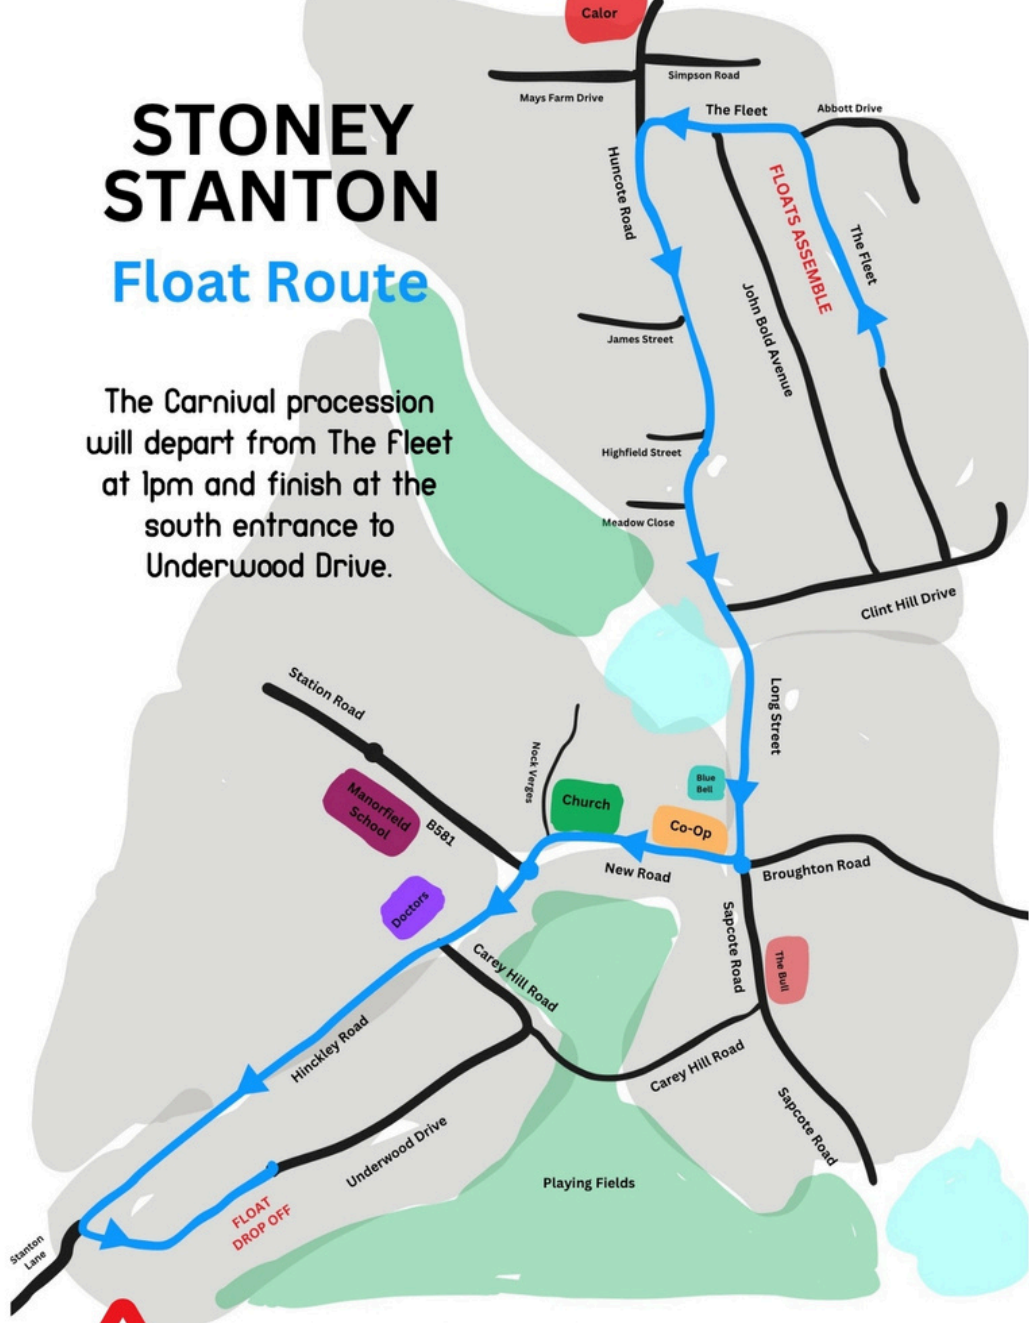 Calor
Simpson Road
Mays Farm Drive
STONEY
STANTON
Float Route
The Carnival procession
will depart from The Fleet
at 1pm and finish at the
south entrance to
Underwood Drive.
The Fleet
Abbott Drive
Huncote Road
FLOATS ASSEMBLE
The Fleet
John Bold Avenue
James Street
Highfield Street
Meadow Close
Clint Hill Drive
Long Street
Station Road
Nock Verges
Blue
Bell
Manorfield
School
B581
Church
Co-Op
New Road
Broughton Road
Doctors
Sapcote Road
The Bull
Carey Hill Road
Hinckley Road
Carey Hill Road
Sapcote Road
Underwood Drive
Playing Fields
FLOAT
DROP OFF
Stanton
Lane